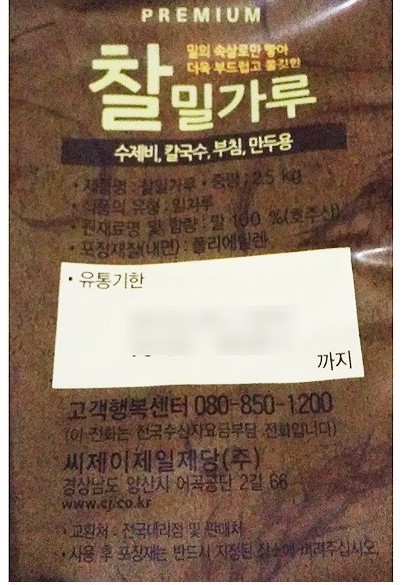 PREMIUM
밀의 속살로만 빻아
더욱 부드럽고 쫄깃한
찰밀가루
수제비, 칼국수, 부침, 만두용
• 제품명 : 찰밀가루 • 중량 : 2.5 kg
• 식품의 유형 : 밀가루
• 원재료명 및 함량 : 밀 100 %(호주산)
• 포장재질(내면) : 폴리에틸렌
• 유통기한
까지
고객행복센터 080-850-1200
(이 전화는 전국수신자요금부담 전화입니다)
씨제이제일제당(주)
경상남도 양산시 어곡공단 2길 66
www.cj.co.kr
• 교환처 : 전국대리점 및 판매처
• 사용 후 포장재는 반드시 지정된 장소에 버려주십시오.